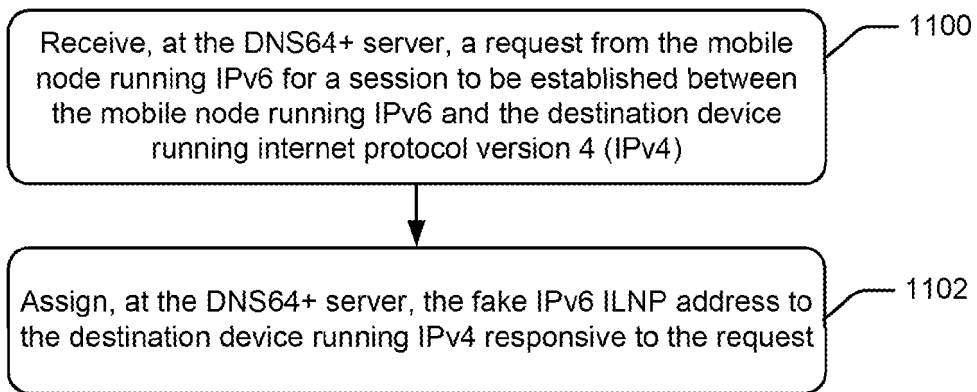 Receive, at the DNS64+ server, a request from the mobile
node running IPv6 for a session to be established between
the mobile node running IPv6 and the destination device
running internet protocol version 4 (IPv4)
1100
Assign, at the DNS64+ server, the fake IPv6 ILNP address to
the destination device running IPv4 responsive to the request
1102